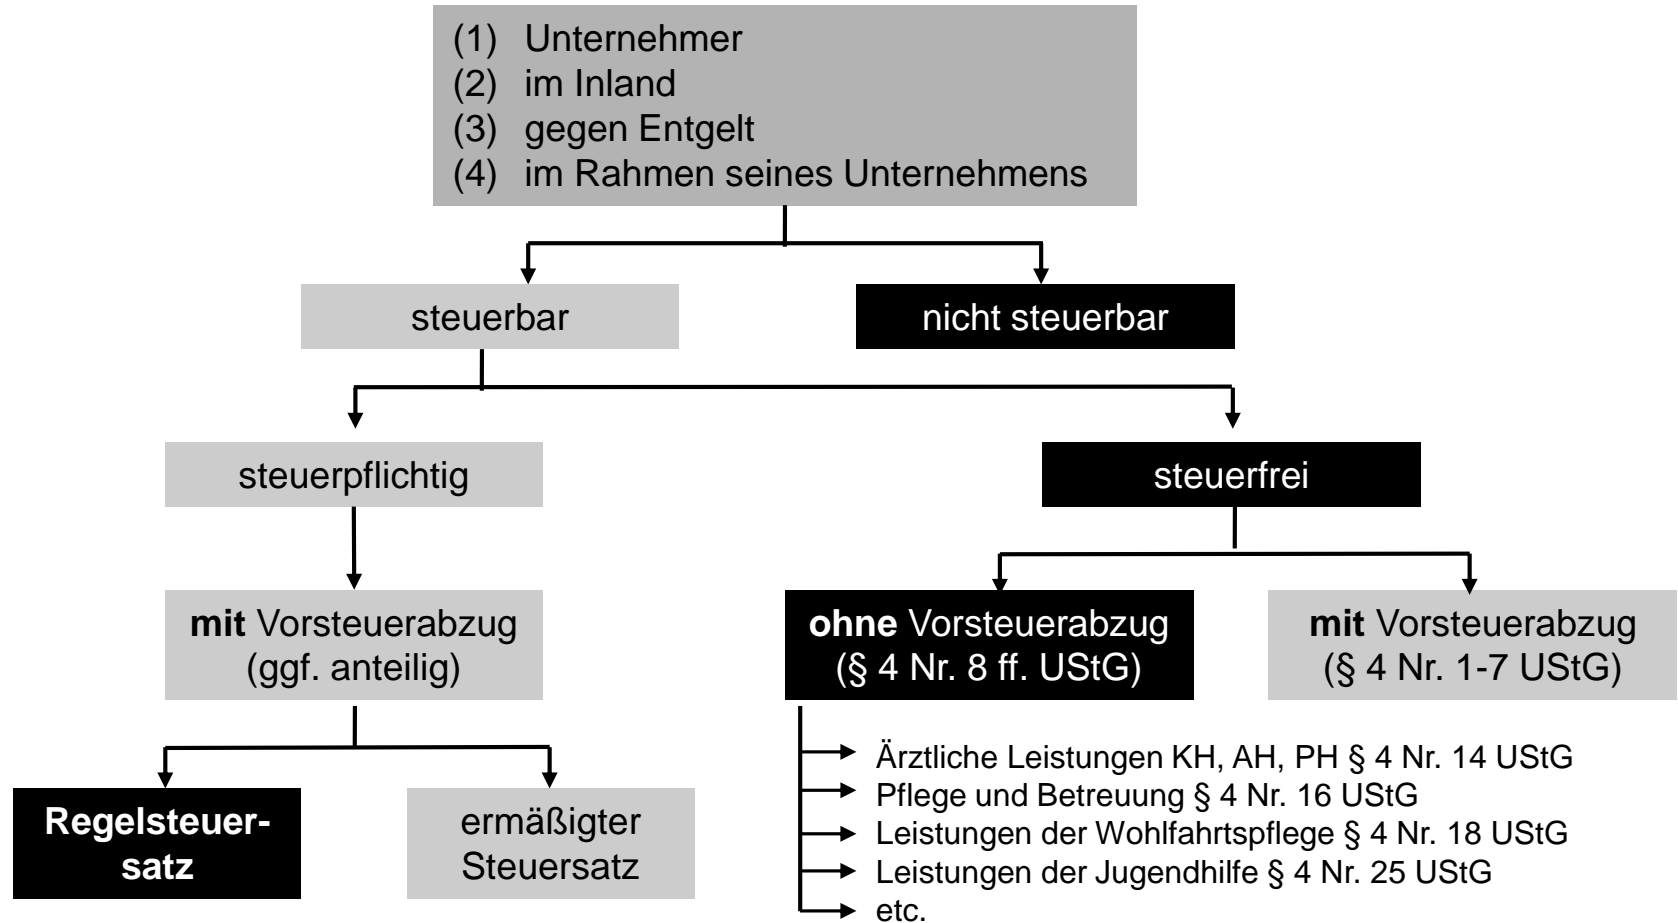 (1) Unternehmer
(2) im Inland
(3) gegen Entgelt
(4) im Rahmen seines Unternehmens
steuerbar
nicht steuerbar
steuerpflichtig
steuerfrei
mit Vorsteuerabzug
(ggf. anteilig)
ohne Vorsteuerabzug
(§ 4 Nr. 8 ff. UStG)
mit Vorsteuerabzug
(§ 4 Nr. 1-7 UStG)
Regelsteuer-
satz
ermäßigter
Steuersatz
Ärztliche Leistungen KH, AH, PH § 4 Nr. 14 UStG
Pflege und Betreuung § 4 Nr. 16 UStG
Leistungen der Wohlfahrtspflege § 4 Nr. 18 UStG
Leistungen der Jugendhilfe § 4 Nr. 25 UStG
etc.